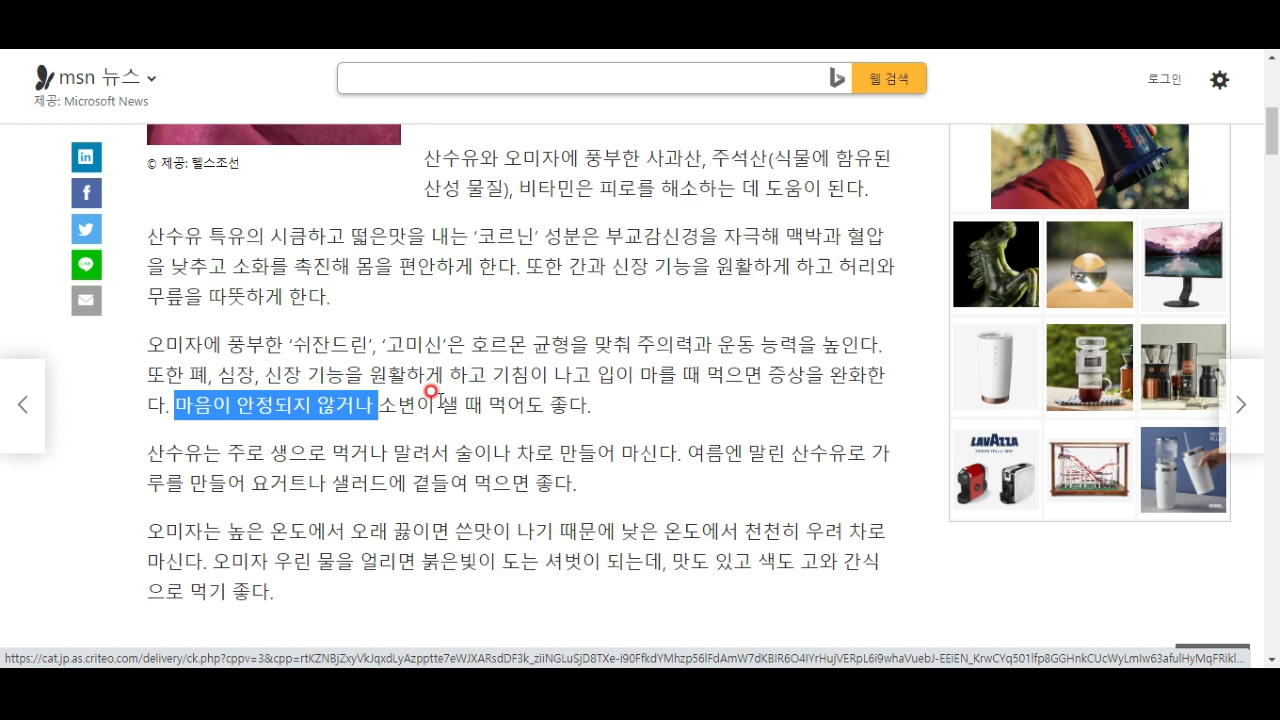 msn 뉴스
제공: Microsoft News
웹 검색
로그인
© 제공: 헬스조선
산수유와 오미자에 풍부한 사과산, 주석산(식물에 함유된
산성 물질), 비타민은 피로를 해소하는 데 도움이 된다.
산수유 특유의 시큼하고 떫은맛을 내는 ‘코르닌’ 성분은 부교감신경을 자극해 맥박과 혈압
을 낮추고 소화를 촉진해 몸을 편안하게 한다. 또한 간과 신장 기능을 원활하게 하고 허리와
무릎을 따뜻하게 한다.
오미자에 풍부한 ‘쉬잔드린’, ‘고미신’은 호르몬 균형을 맞춰 주의력과 운동 능력을 높인다.
또한 폐, 심장, 신장 기능을 원활하게 하고 기침이 나고 입이 마를 때 먹으면 증상을 완화한
다. 마음이 안정되지 않거나 소변이 샐 때 먹어도 좋다.
산수유는 주로 생으로 먹거나 말려서 술이나 차로 만들어 마신다. 여름엔 말린 산수유로 가
루를 만들어 요거트나 샐러드에 곁들여 먹으면 좋다.
오미자는 높은 온도에서 오래 끓이면 쓴맛이 나기 때문에 낮은 온도에서 천천히 우려 차로
마신다. 오미자 우린 물을 얼리면 붉은빛이 도는 셔벗이 되는데, 맛도 있고 색도 고와 간식
으로 먹기 좋다.
LAVAZZA